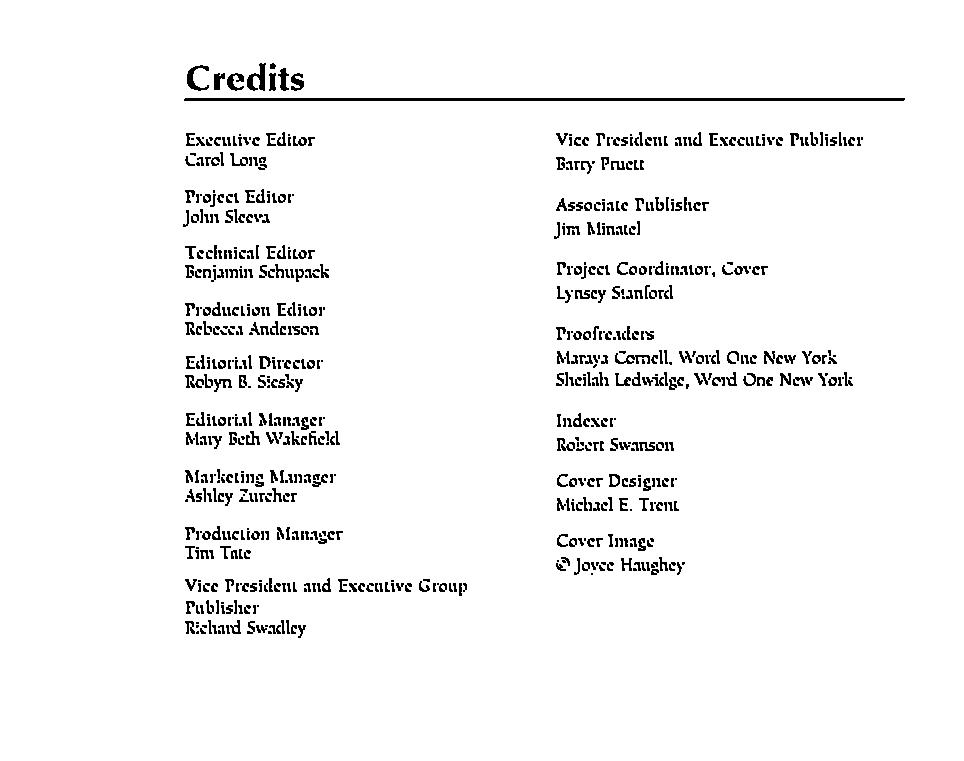 Credits
Executive Editor
Carol Long
Project Editor
John Sleeva
Technical Editor
Benjamin Schupack
Production Editor
Rebecca Anderson
Editorial Director
Robyn B. Siesky
Editorial Manager
Mary Beth Wakefield
Marketing Manager
Ashley Zurcher
Production Manager
Tim Tate
Vice President and Executive Group
Publisher
Richard Swadley
Vice President and Executive Publisher
Barry Pruett
Associate Publisher
Jim Minatel
Project Coordinator, Cover
Lynsey Stanford
Proofreaders
Maraya Cornell, Word One New York
Sheilah Ledwidge, Word One New York
Indexer
Robert Swanson
Cover Designer
Michael E. Trent
Cover Image
© Joyce Haughey